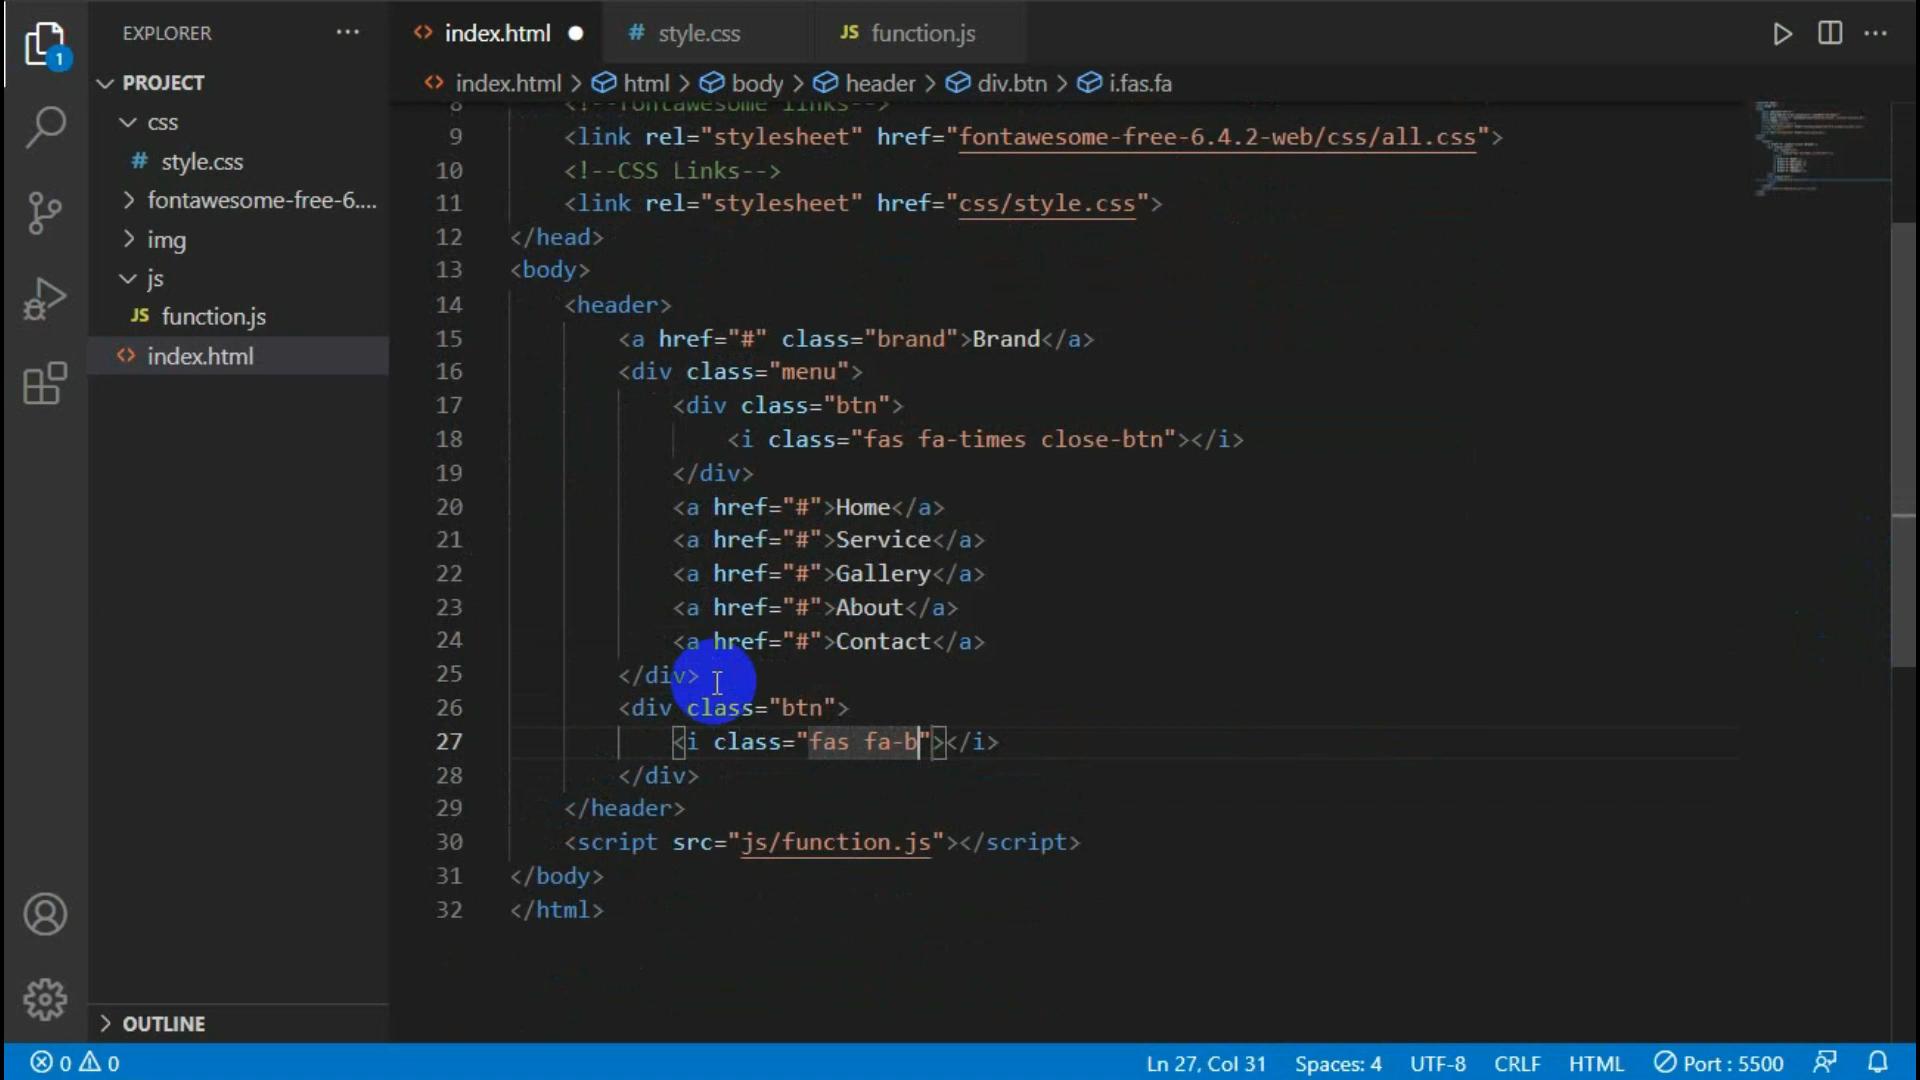 EXPLORER
index.html
style.css
JS function.js
1
PROJECT
index.html > html > body > header > div.btn > i.fas.fa
css
# style.css
fontawesome-free-6....
img
js
JS function.js
index.html
8 <!--fontawesome links-->
9 <link rel="stylesheet" href="fontawesome-free-6.4.2-web/css/all.css">
10 <!--CSS Links-->
11 <link rel="stylesheet" href="css/style.css">
12 </head>
13 <body>
14 <header>
15 <a href="#" class="brand">Brand</a>
16 <div class="menu">
17 <div class="btn">
18 <i class="fas fa-times close-btn"></i>
19 </div>
20 <a href="#">Home</a>
21 <a href="#">Service</a>
22 <a href="#">Gallery</a>
23 <a href="#">About</a>
24 <a href="#">Contact</a>
25 </div>
26 <div class="btn">
27 <i class="fas fa-b"></i>
28 </div>
29 </header>
30 <script src="js/function.js"></script>
31 </body>
32 </html>
OUTLINE
0 0
Ln 27, Col 31 Spaces: 4 UTF-8 CRLF HTML Port : 5500